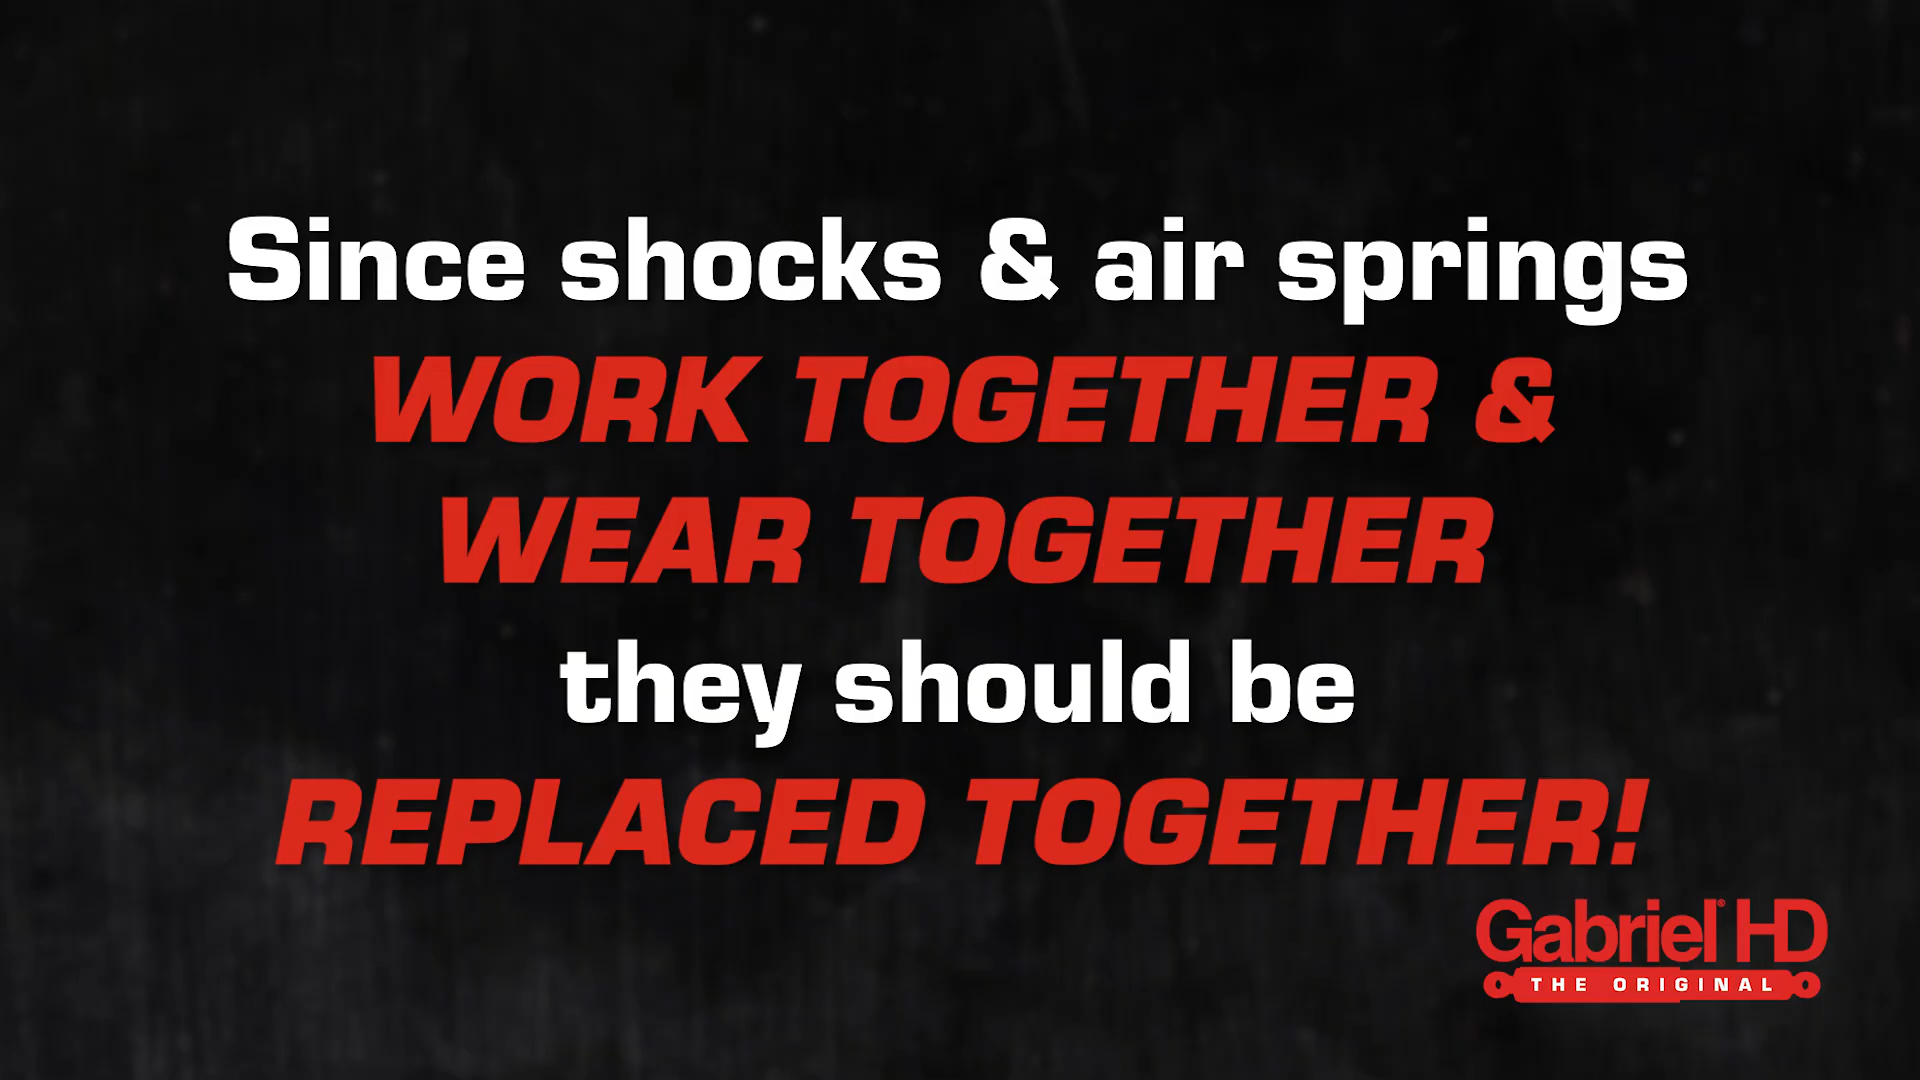 Since shocks & air springs
WORK TOGETHER &
WEAR TOGETHER
they should be
REPLACED TOGETHER!
Gabriel® HD
THE ORIGINAL